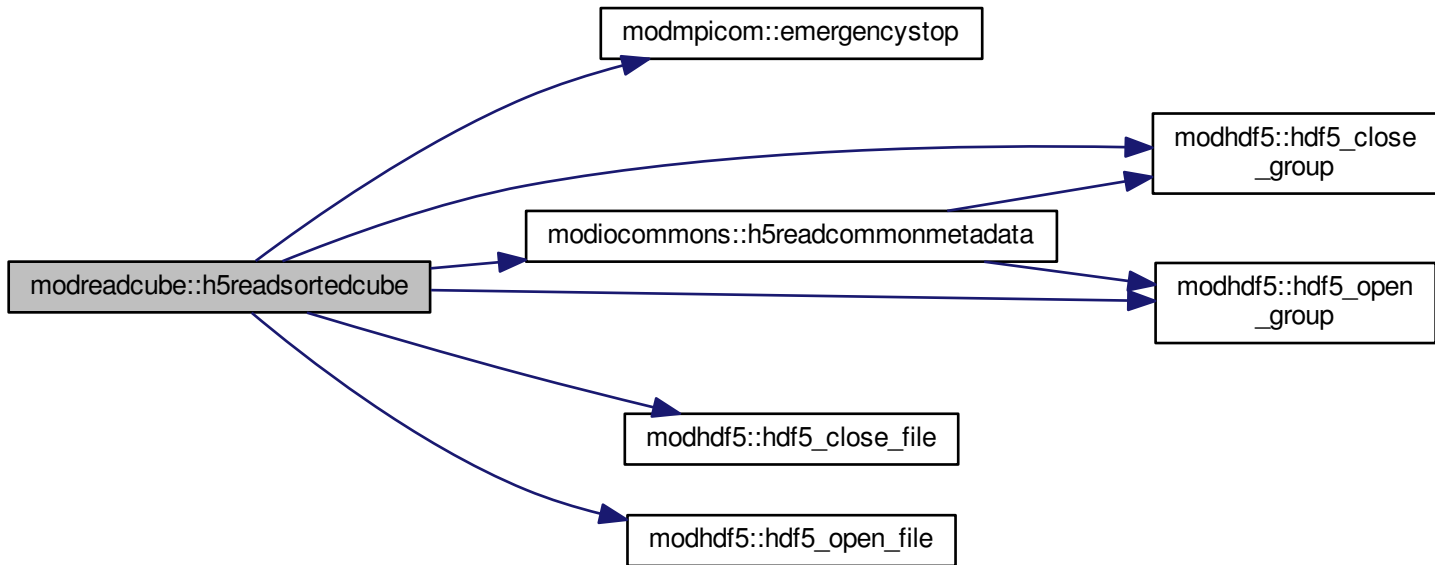 modmpicom::emergencystop
modhdf5::hdf5_close
_group
modiocommons::h5readcommonmetadata
modreadcube::h5readsortedcube
modhdf5::hdf5_open
_group
modhdf5::hdf5_close_file
modhdf5::hdf5_open_file